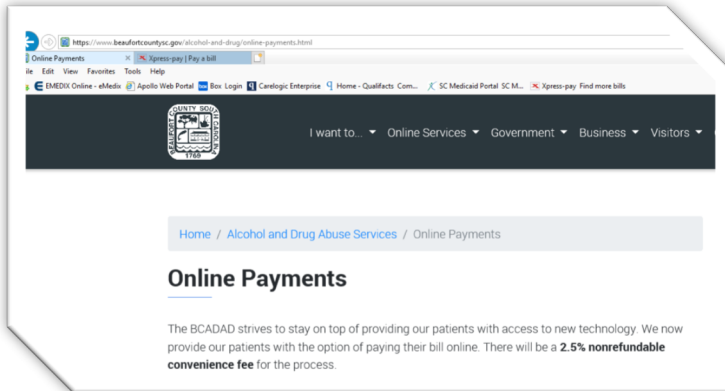 https://www.beaufortcountysc.gov/alcohol-and-drug/online-payments.html
Online Payments Xpress-pay | Pay a bill
ile Edit View Favorites Tools Help
EMEDIX Online - eMedix Apollo Web Portal box Box Login Carelogic Enterprise Home - Qualifacts Com... SC Medicaid Portal SC M... Xpress-pay Find more bills
BEAUFORT COUNTY SOUTH CAROLINA
1769
I want to... Online Services Government Business Visitors
Home / Alcohol and Drug Abuse Services / Online Payments
Online Payments
The BCADAD strives to stay on top of providing our patients with access to new technology. We now
provide our patients with the option of paying their bill online. There will be a 2.5% nonrefundable
convenience fee for the process.